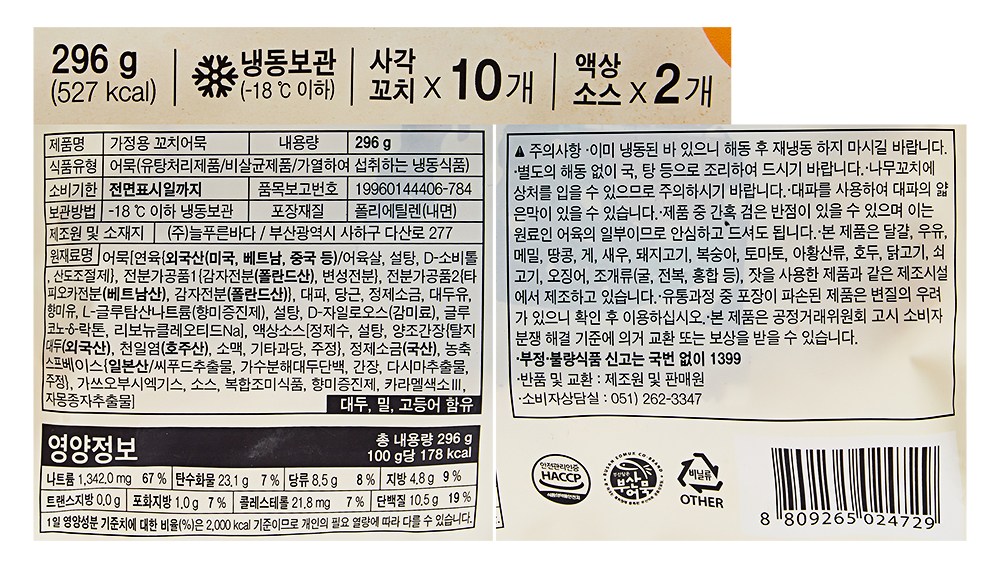 296 g
(527 kcal)
냉동보관
(-18 ℃ 이하)
사각
꼬치 X 10개
액상
소스 X 2개
제품명 가정용 꼬치어묵 내용량 296 g
식품유형 어묵(유탕처리제품/비살균제품/가열하여 섭취하는 냉동식품)
소비기한 전면표시일까지 품목보고번호 19960144406-784
보관방법 -18 ℃ 이하 냉동보관 포장재질 폴리에틸렌(내면)
제조원 및 소재지 (주)늘푸른바다 / 부산광역시 사하구 다산로 277
원재료명 어묵[연육{외국산(미국, 베트남, 중국 등)/어육살, 설탕, D-소비톨
, 산도조절제}, 전분가공품1{감자전분(폴란드산), 변성전분}, 전분가공품2{타
피오카전분(베트남산), 감자전분(폴란드산)}, 대파, 당근, 정제소금, 대두유,
향미유, L-글루탐산나트륨(향미증진제), 설탕, D-자일로오스(감미료), 글루
코노-δ-락톤, 리보뉴클레오티드Na], 액상소스[정제수, 설탕, 양조간장{탈지
대두(외국산), 천일염(호주산), 소맥, 기타과당, 주정}, 정제소금(국산), 농축
스프베이스{일본산/씨푸드추출물, 가수분해대두단백, 간장, 다시마추출물,
주정}, 가쓰오부시엑기스, 소스, 복합조미식품, 향미증진제, 카라멜색소Ⅲ,
자몽종자추출물]
대두, 밀, 고등어 함유
영양정보
총 내용량 296 g
100 g당 178 kcal
나트륨 1,342.0 mg 67 % 탄수화물 23.1 g 7 % 당류 8.5 g 8 % 지방 4.8 g 9 %
트랜스지방 0.0 g 포화지방 1.0 g 7 % 콜레스테롤 21.8 mg 7 % 단백질 10.5 g 19 %
1일 영양성분 기준치에 대한 비율(%)은 2,000 kcal 기준이므로 개인의 필요 열량에 따라 다를 수 있습니다.
▲ 주의사항 ·이미 냉동된 바 있으니 해동 후 재냉동 하지 마시길 바랍니다.
·별도의 해동 없이 국, 탕 등으로 조리하여 드시기 바랍니다.·나무꼬치에
상처를 입을 수 있으므로 주의하시기 바랍니다.·대파를 사용하여 대파의 얇
은막이 있을 수 있습니다.·제품 중 간혹 검은 반점이 있을 수 있으며 이는
원료인 어육의 일부이므로 안심하고 드셔도 됩니다.·본 제품은 달걀, 우유,
메밀, 땅콩, 게, 새우, 돼지고기, 복숭아, 토마토, 아황산류, 호두, 닭고기, 쇠
고기, 오징어, 조개류(굴, 전복, 홍합 등), 잣을 사용한 제품과 같은 제조시설
에서 제조하고 있습니다.·유통과정 중 포장이 파손된 제품은 변질의 우려
가 있으니 확인 후 이용하십시오.·본 제품은 공정거래위원회 고시 소비자
분쟁 해결 기준에 의거 교환 또는 보상을 받을 수 있습니다.
·부정·불량식품 신고는 국번 없이 1399
·반품 및 교환 : 제조원 및 판매원
·소비자상담실 : 051) 262-3347
안전관리인증
HACCP
식품의약품안전처
BUSAN EOMUK CO-BRAND
부산어묵
비닐류
OTHER
8 809265 024729